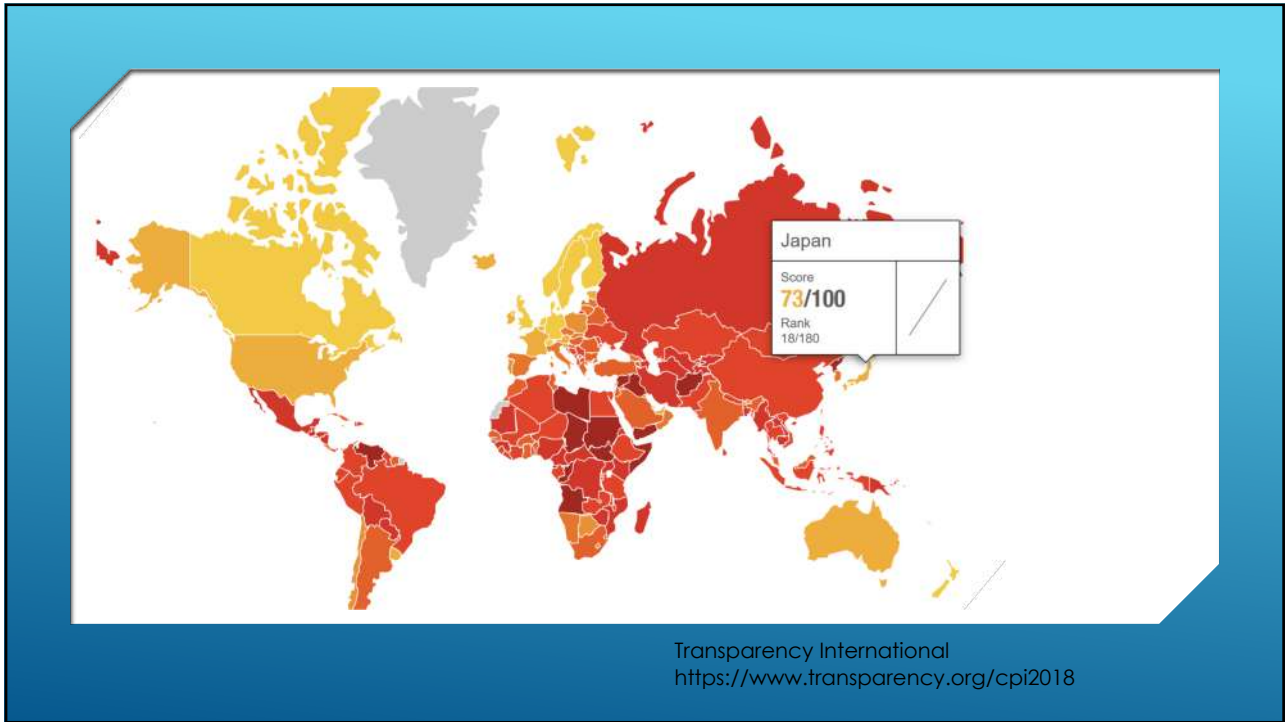 Japan
Score
73/100
Rank
18/180
Transparency International
https://www.transparency.org/cpi2018